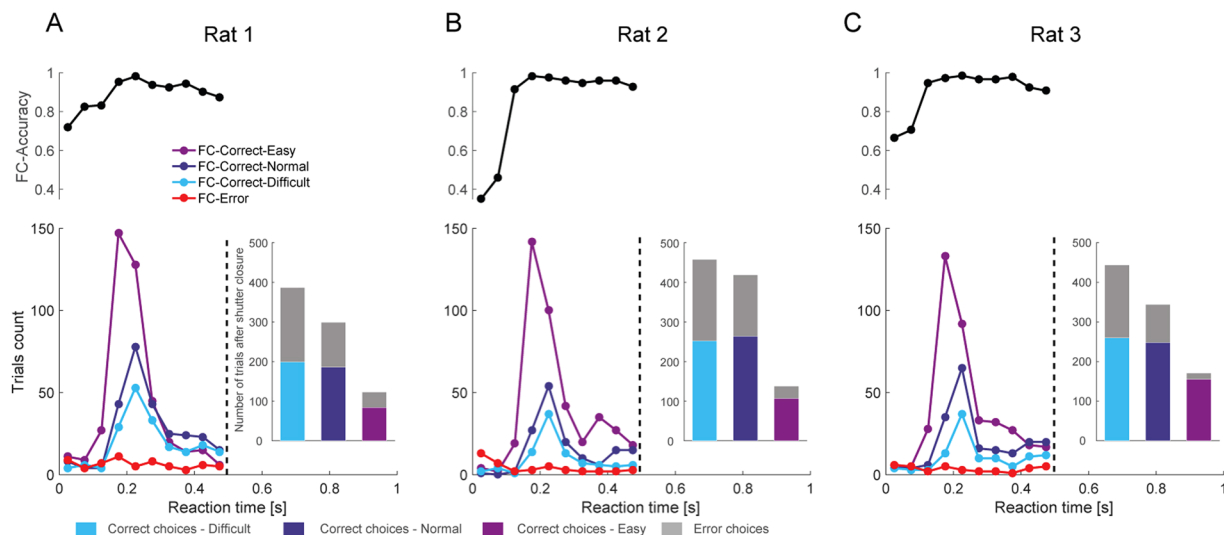 A
Rat 1
B
Rat 2
C
Rat 3
FC-Accuracy
1
0.8
0.6
0.4
1
0.8
0.6
0.4
1
0.8
0.6
0.4
FC-Correct-Easy
FC-Correct-Normal
FC-Correct-Difficult
FC-Error
Trials count
150
100
50
0
Number of trials after shutter closure
500
400
300
200
100
0
150
100
50
0
500
400
300
200
100
0
150
100
50
0
500
400
300
200
100
0
0 0.2 0.4 0.6 0.8 1
0 0.2 0.4 0.6 0.8 1
0 0.2 0.4 0.6 0.8 1
Reaction time [s]
Reaction time [s]
Reaction time [s]
Correct choices - Difficult
Correct choices - Normal
Correct choices - Easy
Error choices